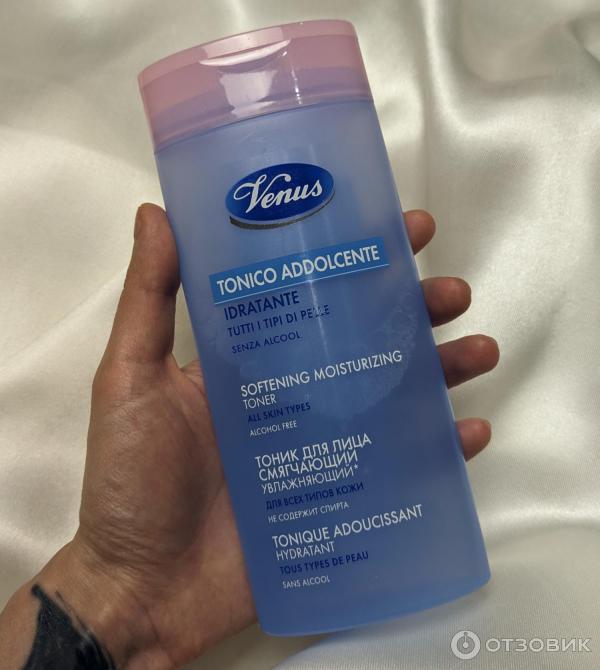 Venus
TONICO ADDOLCENTE
IDRATANTE
TUTTI I TIPI DI PELLE
SENZA ALCOOL
SOFTENING MOISTURIZING
TONER
ALL SKIN TYPES
ALCOHOL FREE
ТОНИК ДЛЯ ЛИЦА
СМЯГЧАЮЩИЙ
УВЛАЖНЯЮЩИЙ*
ДЛЯ ВСЕХ ТИПОВ КОЖИ
НЕ СОДЕРЖИТ СПИРТА
TONIQUE ADOUCISSANT
HYDRATANT
TOUS TYPES DE PEAU
SANS ALCOOL
ОТЗОВИК